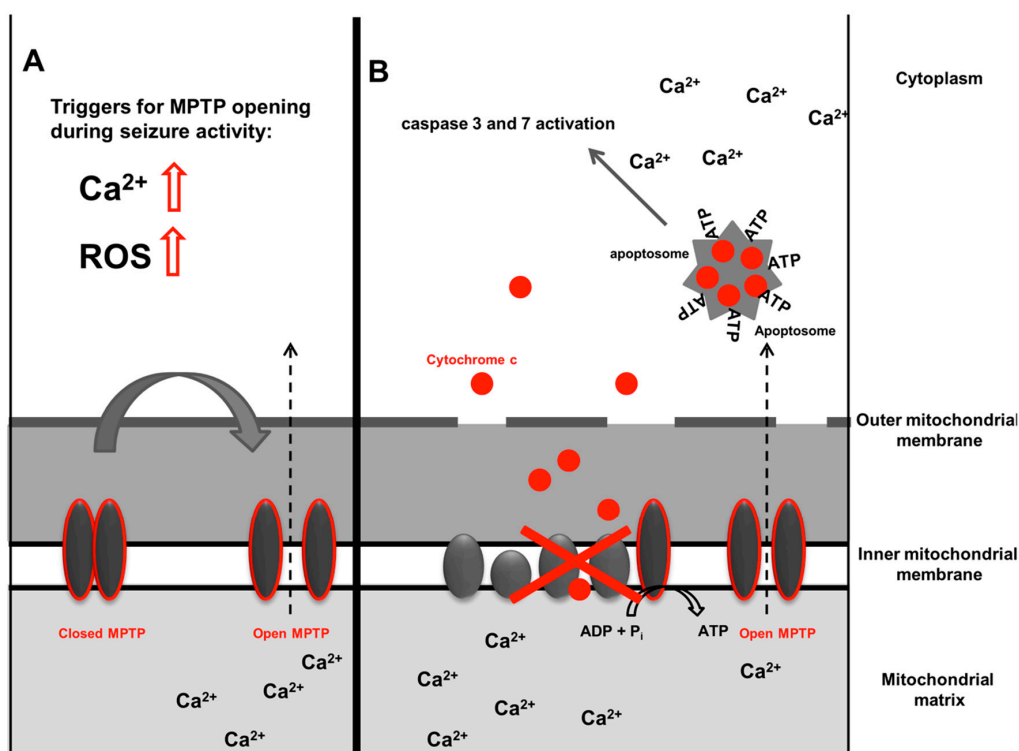 A
Triggers for MPTP opening
during seizure activity:
Ca²⁺
ROS
Closed MPTP
Open MPTP
Ca²⁺
Ca²⁺
Ca²⁺
Ca²⁺
B
Ca²⁺
Ca²⁺
Ca²⁺
caspase 3 and 7 activation
Ca²⁺
Ca²⁺
ATP
ATP
apoptosome
ATP
ATP
ATP
ATP
Apoptosome
Cytochrome c
ADP + Pᵢ
ATP
Open MPTP
Ca²⁺
Ca²⁺
Ca²⁺
Ca²⁺
Ca²⁺
Ca²⁺
Cytoplasm
Outer mitochondrial
membrane
Inner mitochondrial
membrane
Mitochondrial
matrix